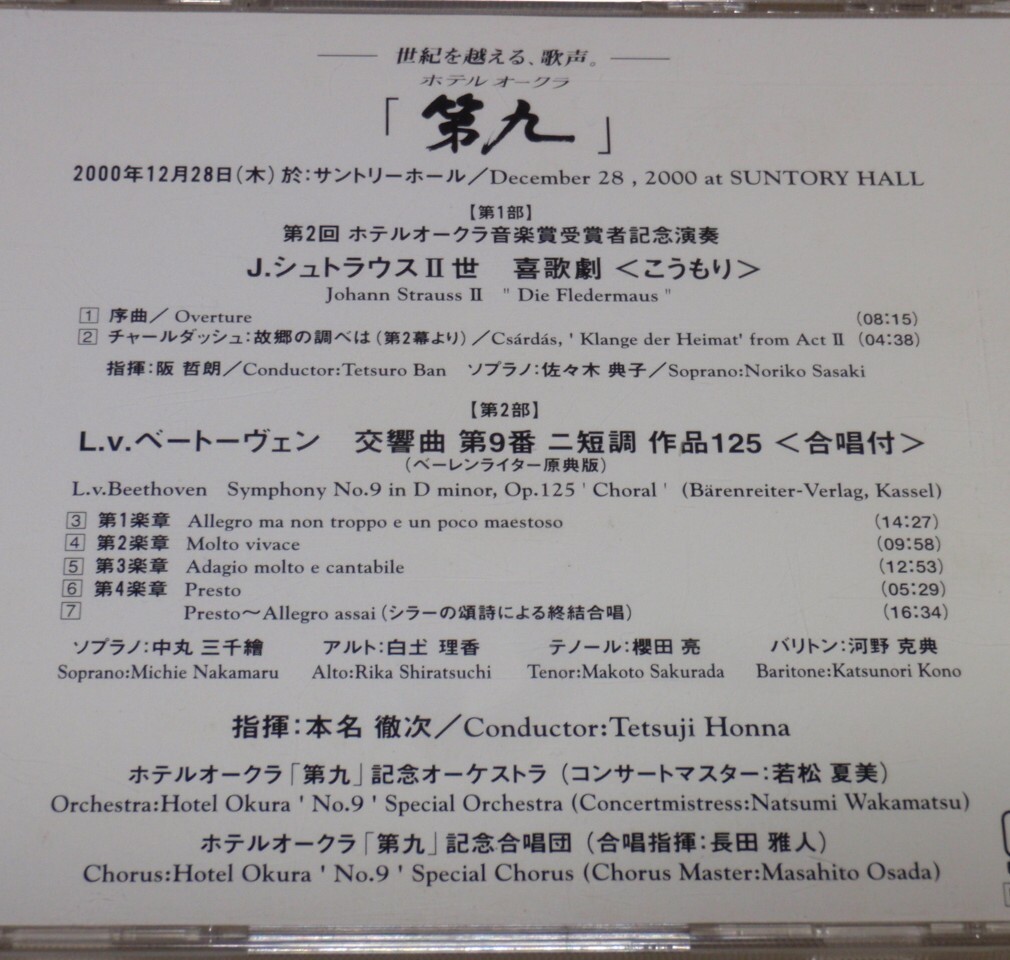 世紀を越える、歌声。
ホテル オークラ
「第九」
2000年12月28日(木) 於:サントリーホール/December 28 , 2000 at SUNTORY HALL
【第1部】
第2回 ホテルオークラ音楽賞受賞者記念演奏
J.シュトラウスⅡ世 喜歌劇 <こうもり>
Johann Strauss Ⅱ " Die Fledermaus "
1 序曲/Overture (08:15)
2 チャールダッシュ:故郷の調べは(第2幕より)/Csárdás, ' Klange der Heimat' from Act Ⅱ (04:38)
指揮:阪 哲朗/Conductor:Tetsuro Ban ソプラノ:佐々木 典子/Soprano:Noriko Sasaki
【第2部】
L.v.ベートーヴェン 交響曲 第9番 ニ短調 作品125 <合唱付>
(ベーレンライター原典版)
L.v.Beethoven Symphony No.9 in D minor, Op.125 ' Choral ' (Bärenreiter-Verlag, Kassel)
3 第1楽章 Allegro ma non troppo e un poco maestoso (14:27)
4 第2楽章 Molto vivace (09:58)
5 第3楽章 Adagio molto e cantabile (12:53)
6 第4楽章 Presto (05:29)
7 Presto〜Allegro assai (シラーの頌詩による終結合唱) (16:34)
ソプラノ:中丸 三千繪 アルト:白土 理香 テノール:櫻田 亮 バリトン:河野 克典
Soprano:Michie Nakamaru Alto:Rika Shiratsuchi Tenor:Makoto Sakurada Baritone:Katsunori Kono
指揮:本名 徹次/Conductor:Tetsuji Honna
ホテルオークラ「第九」記念オーケストラ (コンサートマスター:若松 夏美)
Orchestra:Hotel Okura ' No.9 ' Special Orchestra (Concertmistress:Natsumi Wakamatsu)
ホテルオークラ「第九」記念合唱団 (合唱指揮:長田 雅人)
Chorus:Hotel Okura ' No.9 ' Special Chorus (Chorus Master:Masahito Osada)